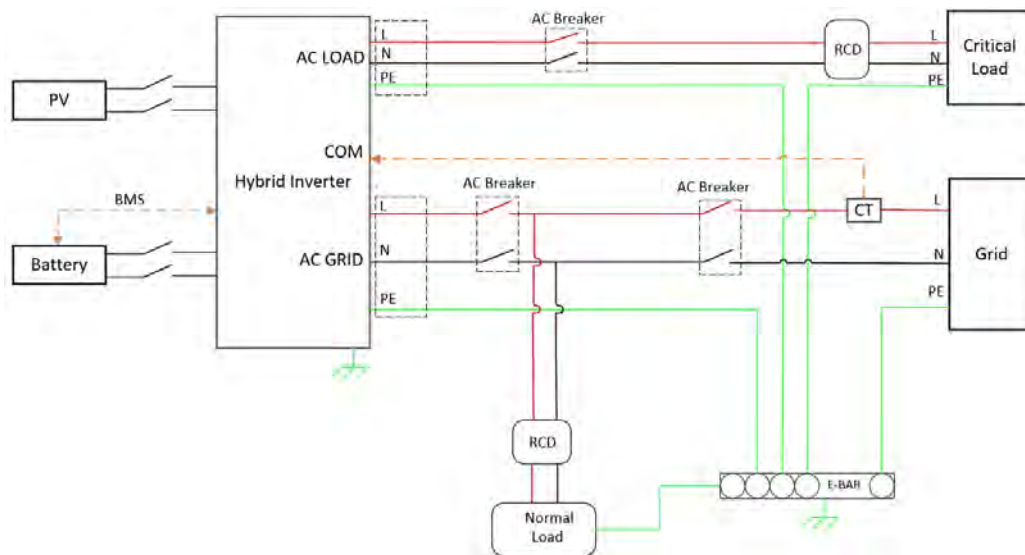 AC Breaker
L
N
PE
AC LOAD
RCD
L
N
PE
Critical
Load
PV
COM
Hybrid Inverter
BMS
Battery
AC Breaker
AC Breaker
L
N
PE
AC GRID
CT
L
N
PE
Grid
RCD
E-BAR
Normal
Load